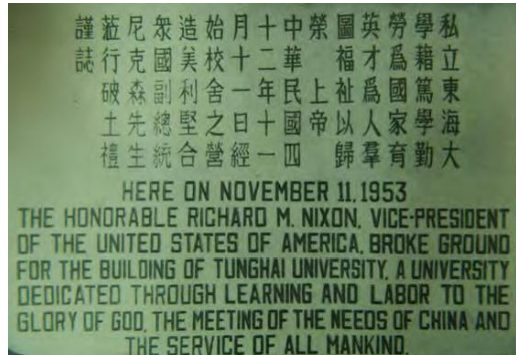 私立東海大
學籍篤學勤
勞爲國家育
英才爲人羣
圖福祉以歸
榮 上帝
中華民國四
十二年十一
月十一日經
始校舍之營
造美利堅合
衆國副總統
尼克森先生
蒞行破土禮
謹誌
HERE ON NOVEMBER 11, 1953
THE HONORABLE RICHARD M. NIXON, VICE-PRESIDENT
OF THE UNITED STATES OF AMERICA, BROKE GROUND
FOR THE BUILDING OF TUNGHAI UNIVERSITY, A UNIVERSITY
DEDICATED THROUGH LEARNING AND LABOR TO THE
GLORY OF GOD, THE MEETING OF THE NEEDS OF CHINA AND
THE SERVICE OF ALL MANKIND.